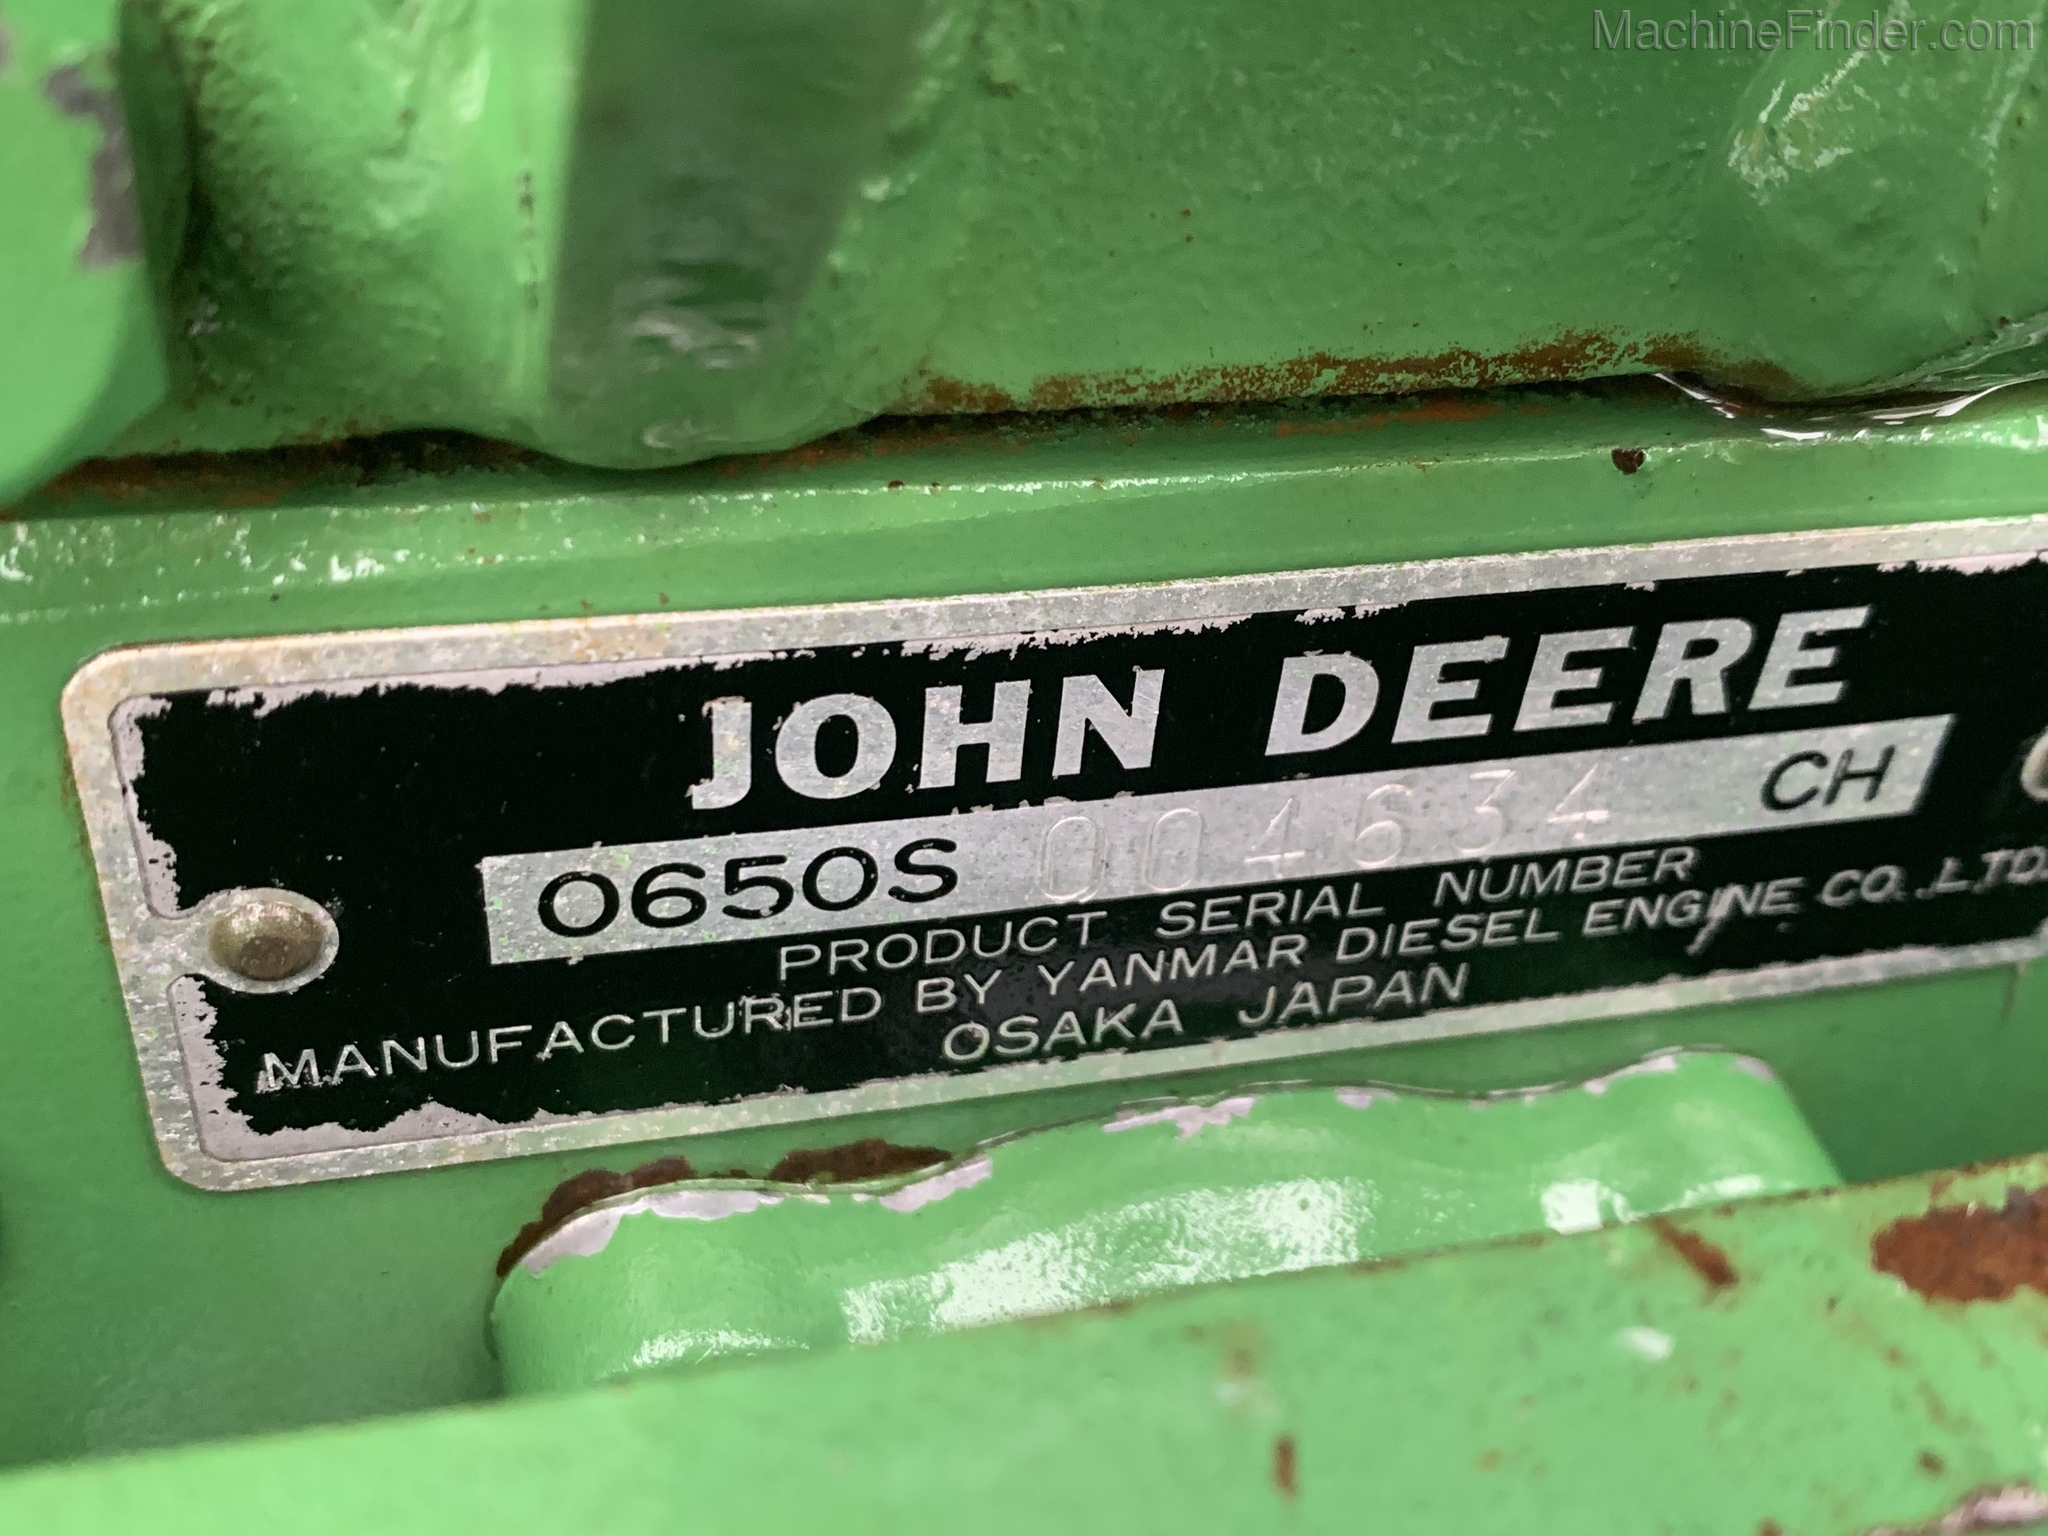 MachineFinder.com
JOHN DEERE
0650S 004634 CH
PRODUCT SERIAL NUMBER
MANUFACTURED BY YANMAR DIESEL ENGINE CO.,LTD.
OSAKA JAPAN